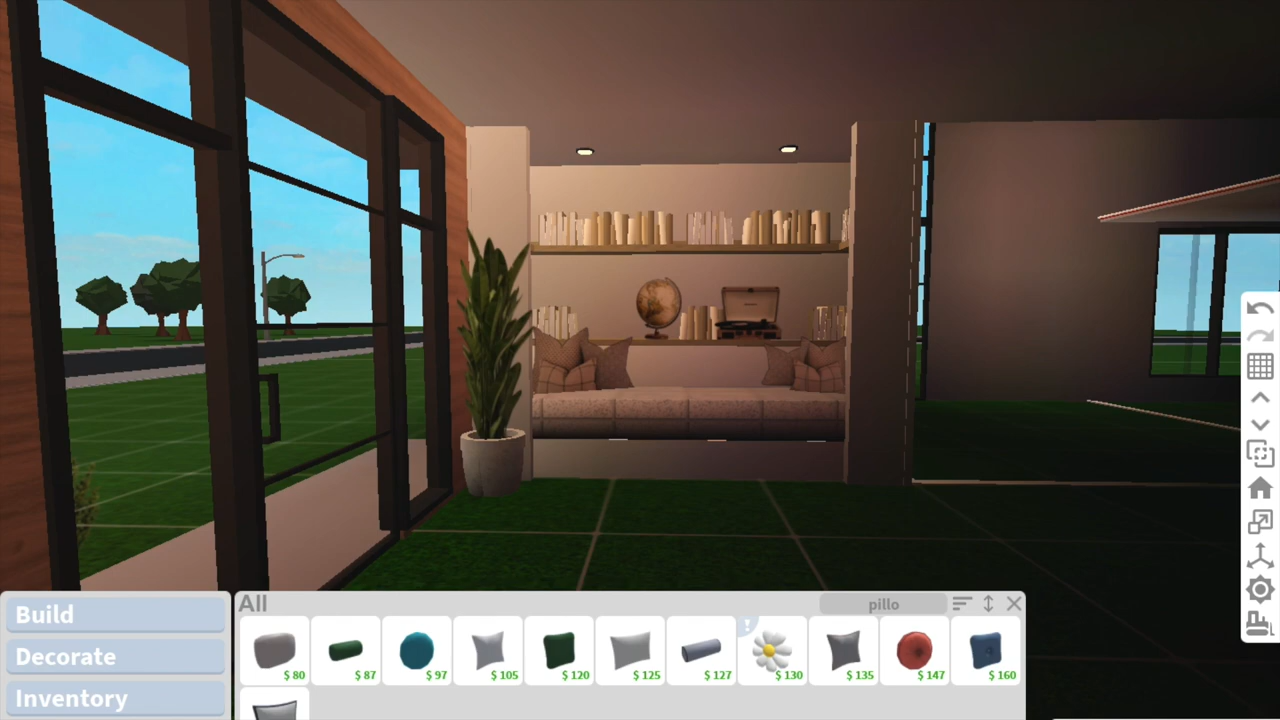 All
pillo
Build
Decorate
Inventory
$ 80
$ 87
$ 97
$ 105
$ 120
$ 125
$ 127
!
$ 130
$ 135
$ 147
$ 160